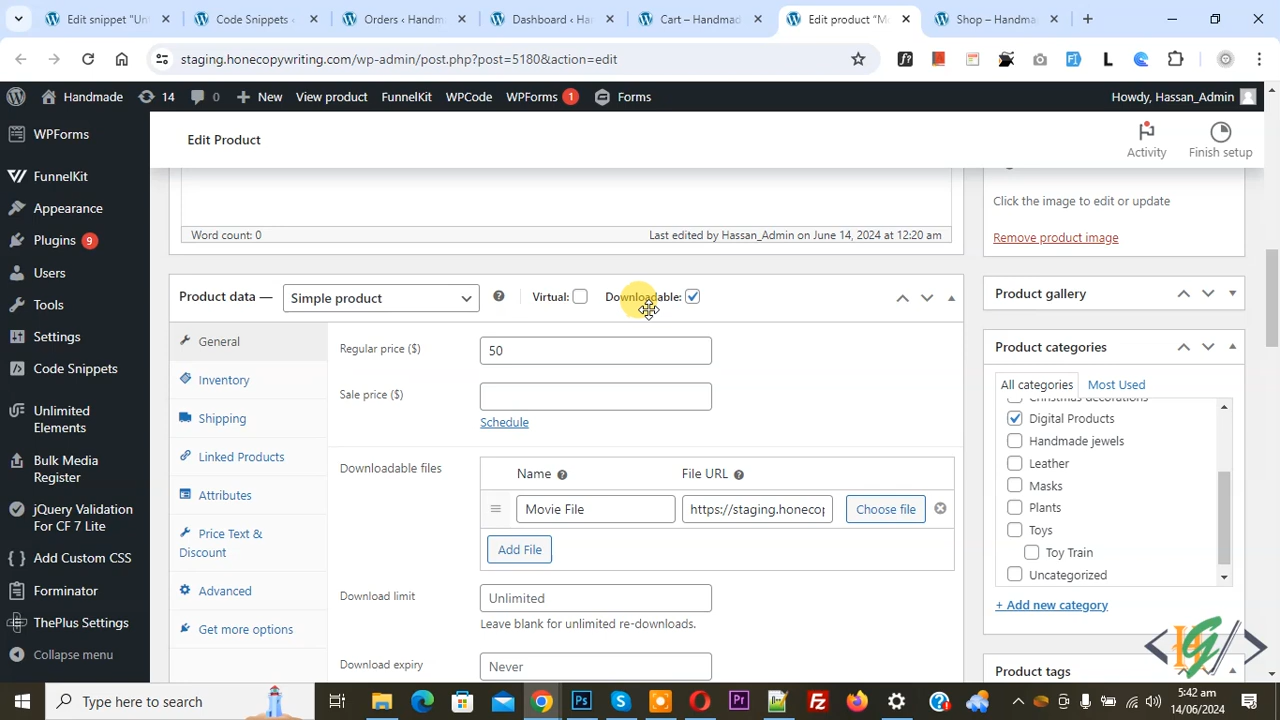 Edit snippet "Un
Code Snippets ‹
Orders ‹ Handm
Dashboard ‹ Ha
Cart – Handmad
Edit product "M
Shop – Handma
staging.honecopywriting.com/wp-admin/post.php?post=5189&action=edit
Handmade
14
0
New
View product
FunnelKit
WPCode
WPForms 1
Forms
Howdy, Hassan_Admin
WPForms
FunnelKit
Appearance
Plugins 9
Users
Tools
Settings
Code Snippets
Unlimited
Elements
Bulk Media
Register
jQuery Validation
For CF 7 Lite
Add Custom CSS
Forminator
ThePlus Settings
Collapse menu
Edit Product
Activity
Finish setup
Word count: 0
Last edited by Hassan_Admin on June 14, 2024 at 12:20 am
Product data —
Simple product
Virtual:
Downloadable:
General
Inventory
Shipping
Linked Products
Attributes
Price Text &
Discount
Advanced
Get more options
Regular price ($)
50
Sale price ($)
Schedule
Downloadable files
Name
File URL
Movie File
https://staging.honecop
Choose file
Add File
Download limit
Unlimited
Leave blank for unlimited re-downloads.
Download expiry
Never
Click the image to edit or update
Remove product image
Product gallery
Product categories
All categories
Most Used
Christmas decorations
Digital Products
Handmade jewels
Leather
Masks
Plants
Toys
Toy Train
Uncategorized
+ Add new category
Product tags
Type here to search
5:42 am
14/06/2024